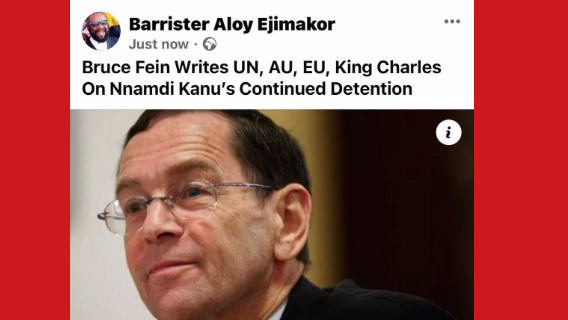 Barrister Aloy Ejimakor
Just now ·
Bruce Fein Writes UN, AU, EU, King Charles
On Nnamdi Kanu's Continued Detention
i